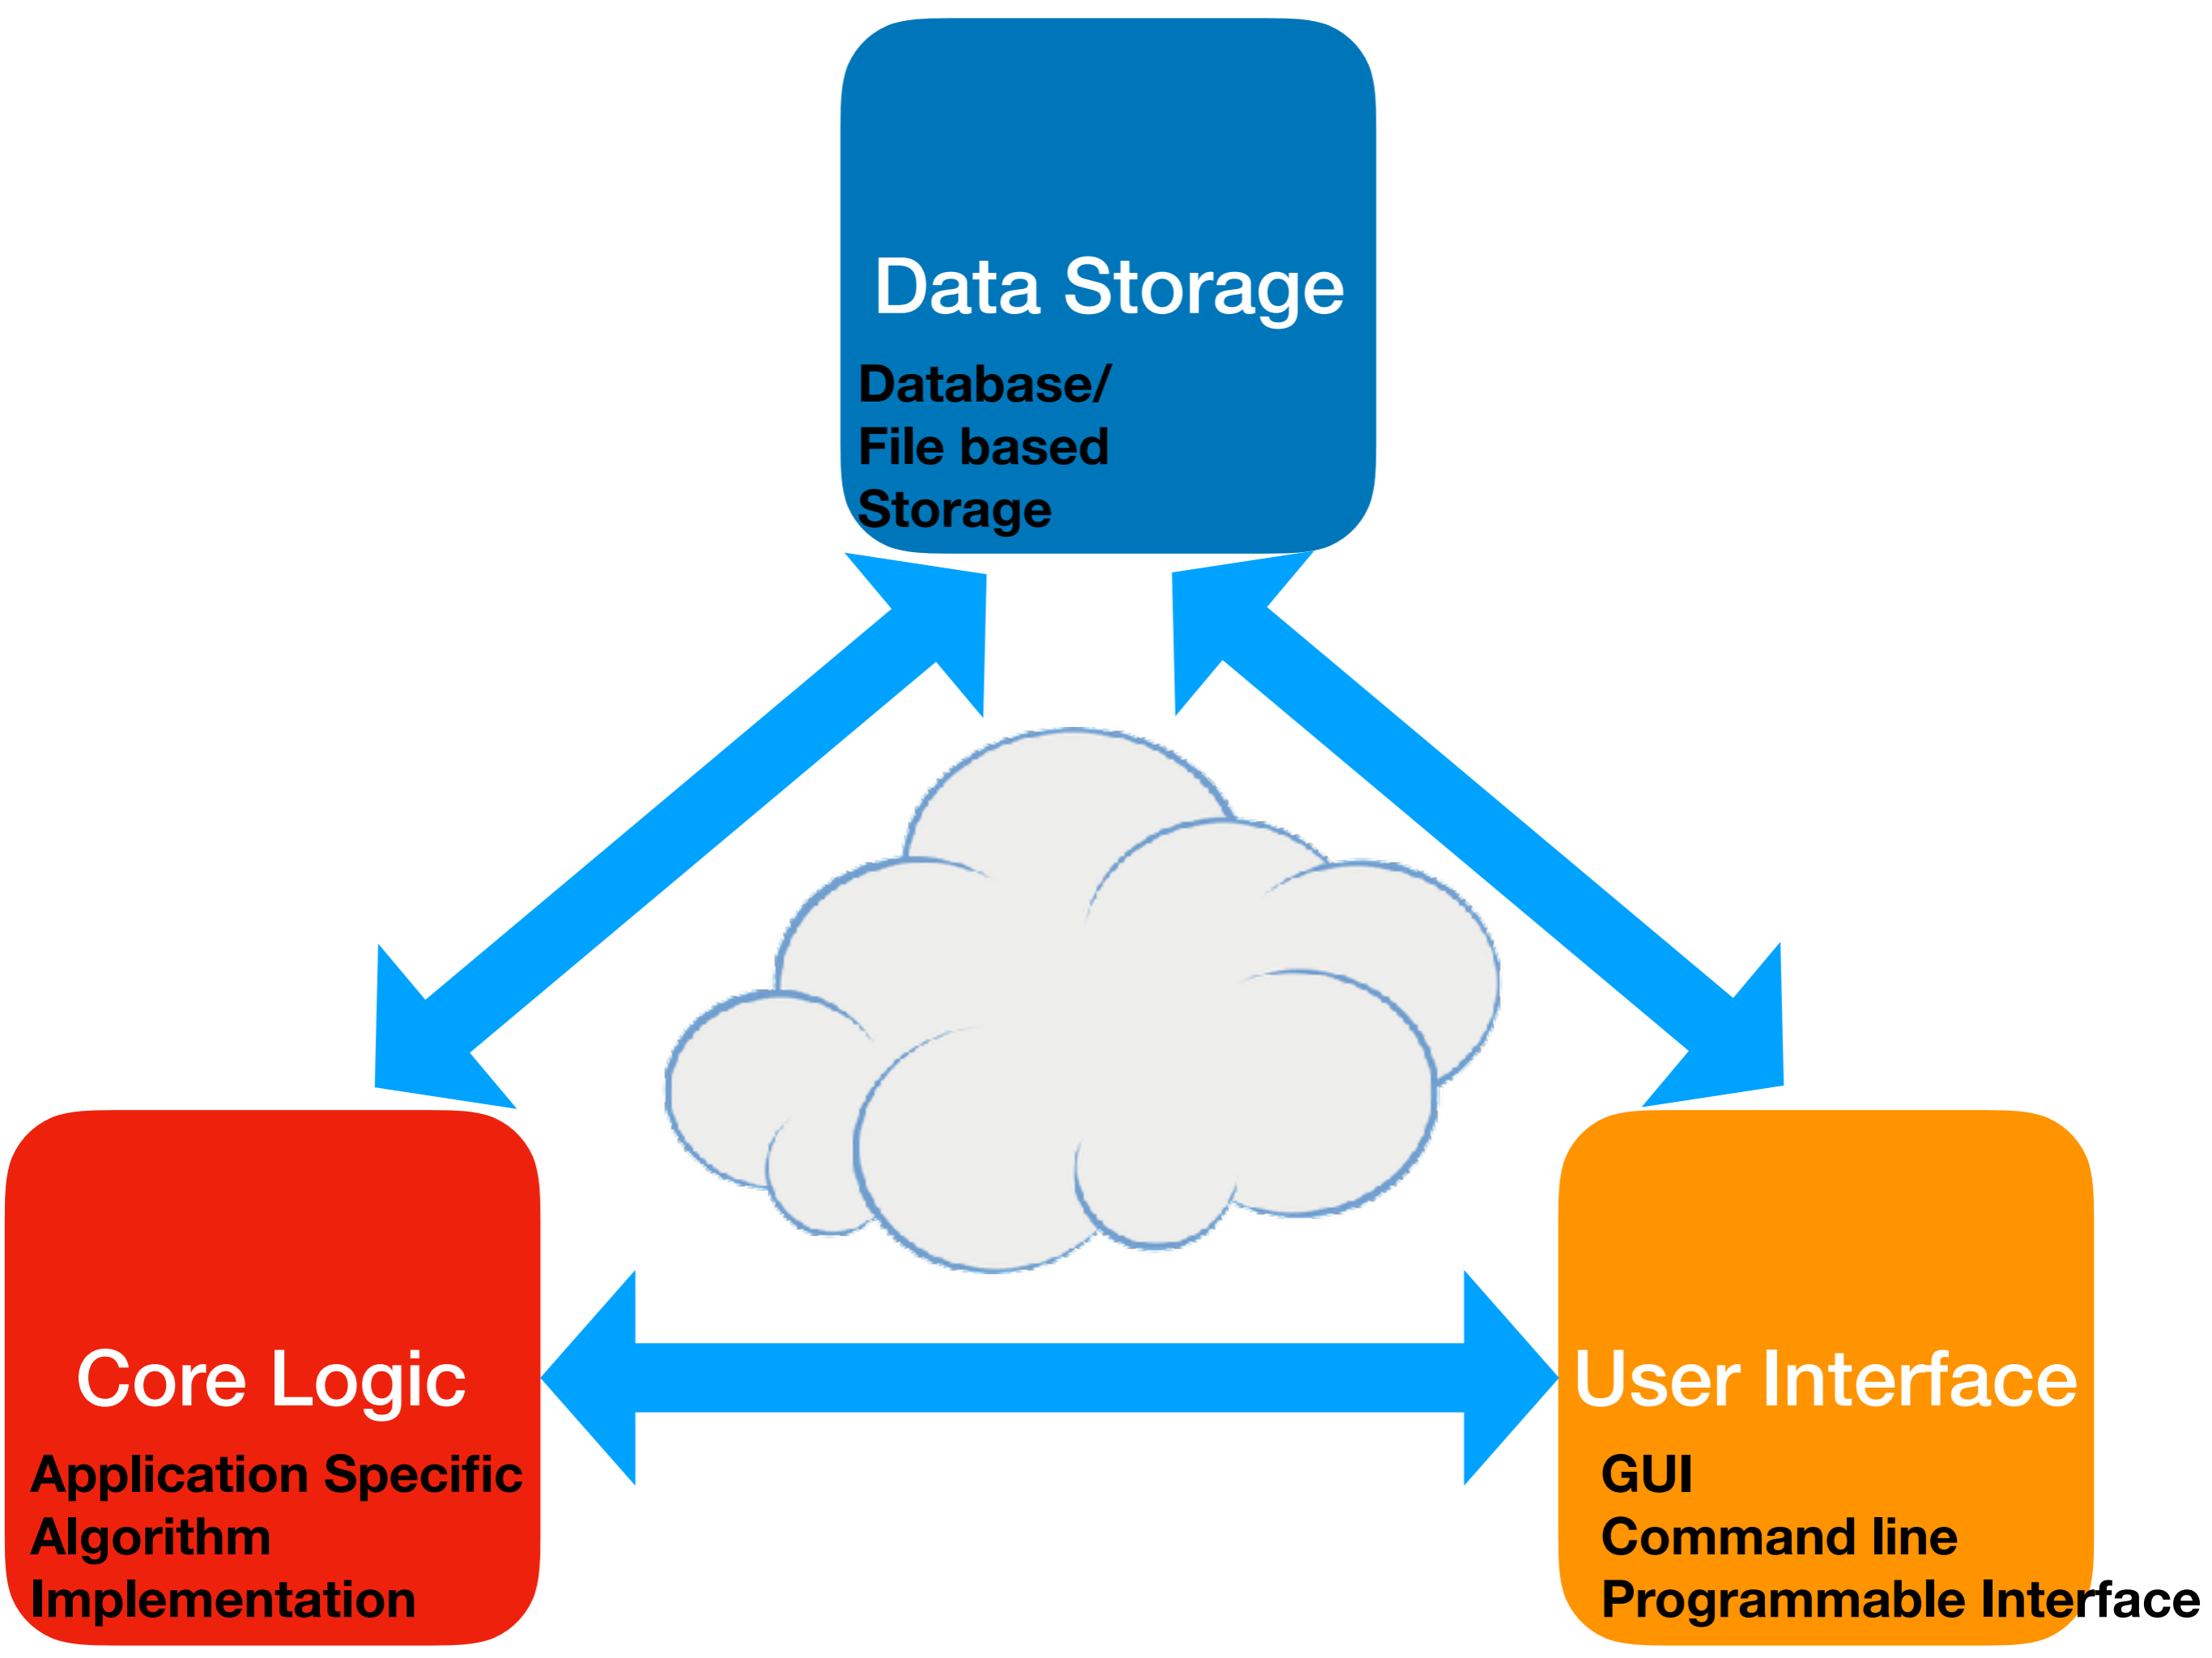 Data Storage
Database/
File based
Storage
Core Logic
Application Specific
Algorithm
Implementation
User Interface
GUI
Command line
Programmable Interface